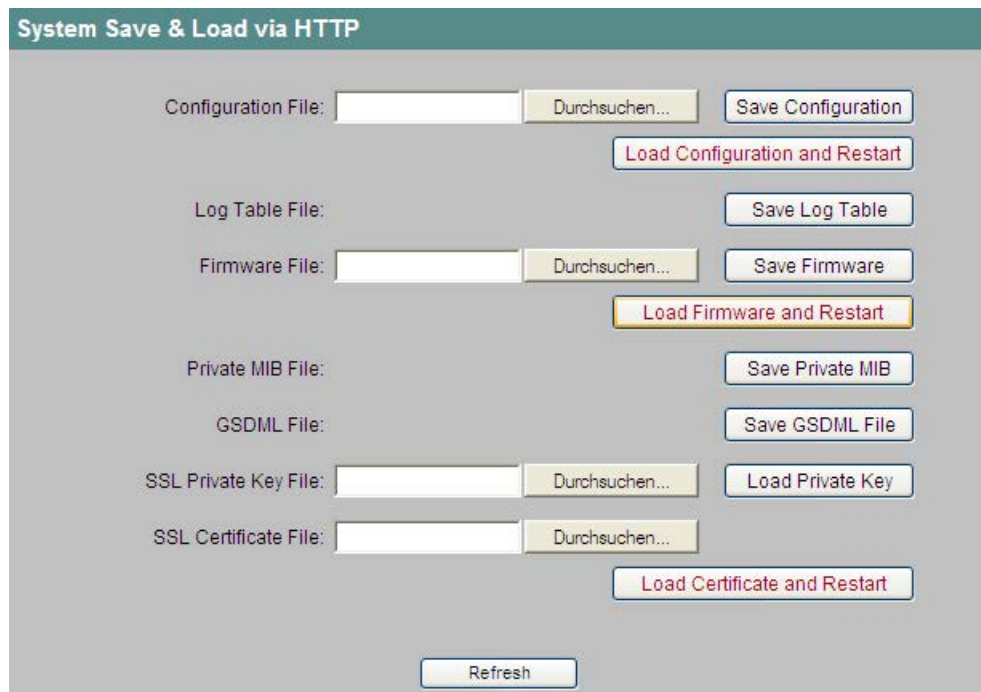 System Save & Load via HTTP
Configuration File: Durchsuchen... Save Configuration
Load Configuration and Restart
Log Table File: Save Log Table
Firmware File: Durchsuchen... Save Firmware
Load Firmware and Restart
Private MIB File: Save Private MIB
GSDML File: Save GSDML File
SSL Private Key File: Durchsuchen... Load Private Key
SSL Certificate File: Durchsuchen...
Load Certificate and Restart
Refresh